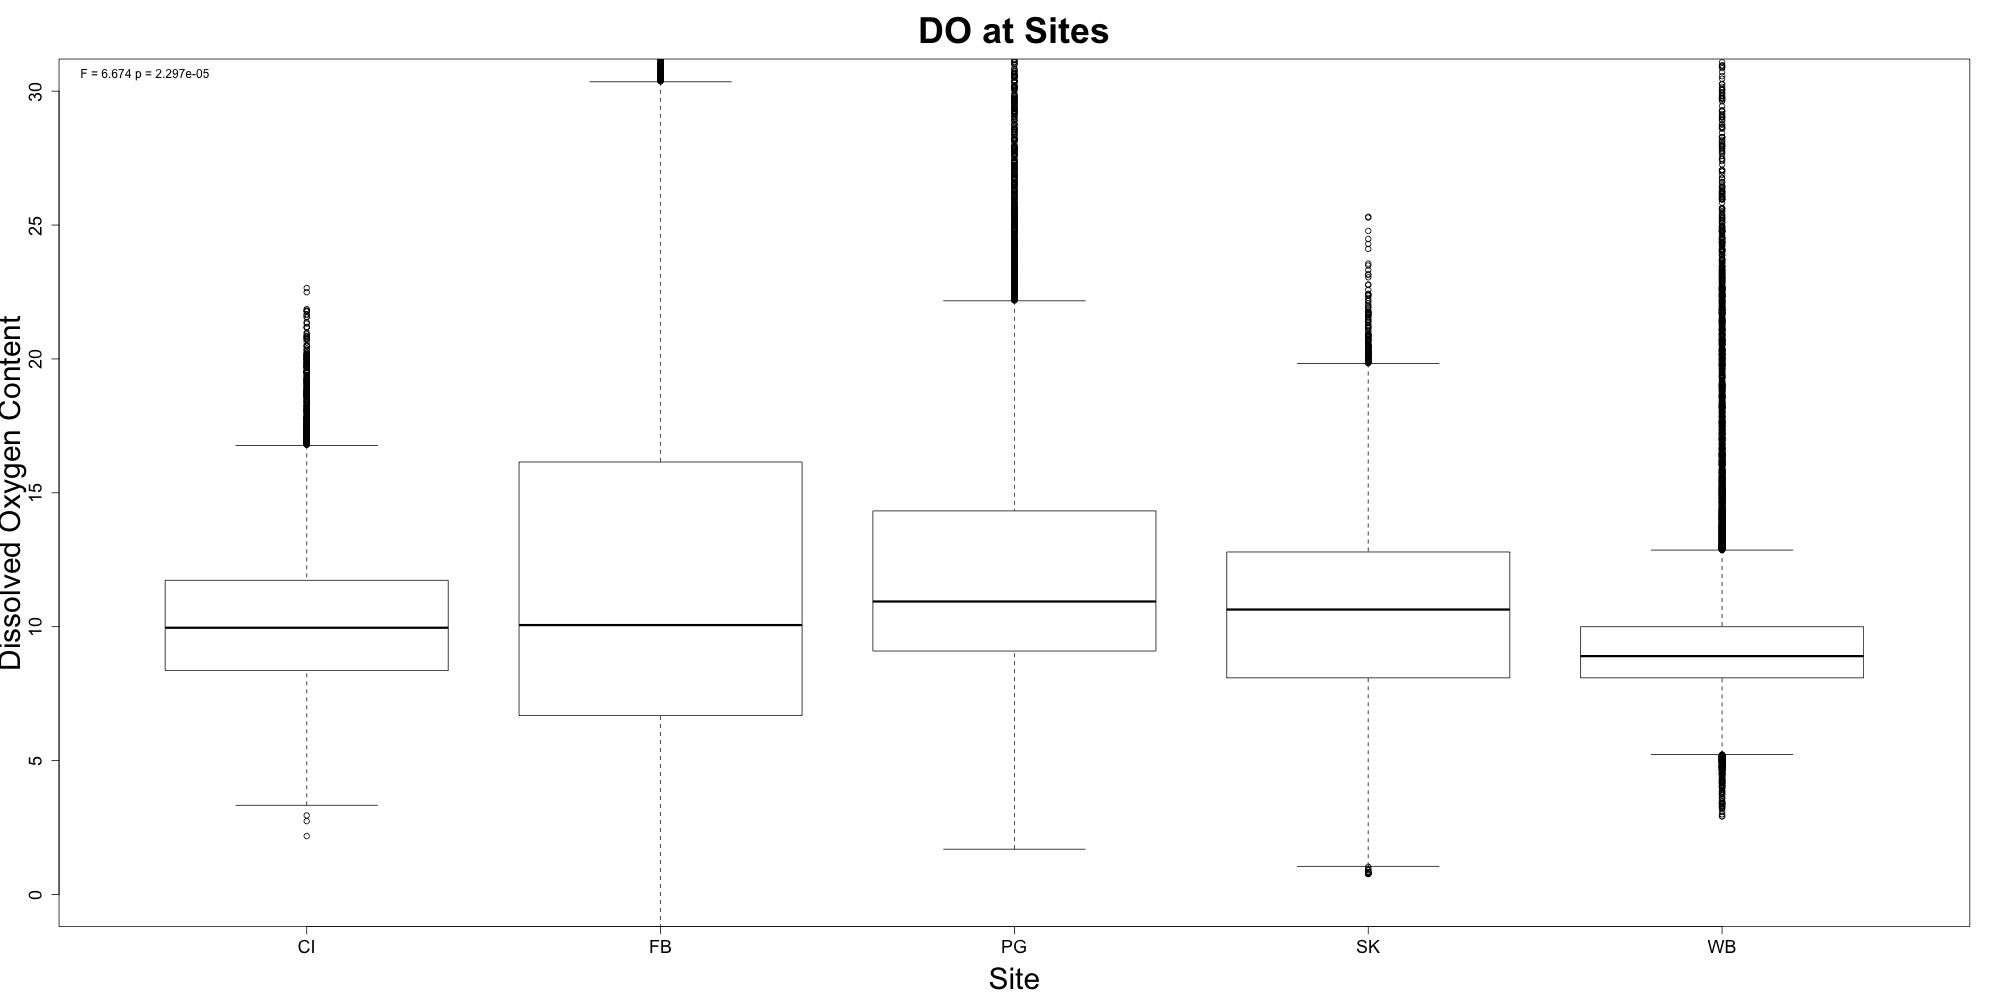 DO at Sites
F = 6.674 p = 2.297e-05
30
25
20
15
10
5
0
Dissolved Oxygen Content
CI FB PG SK WB
Site